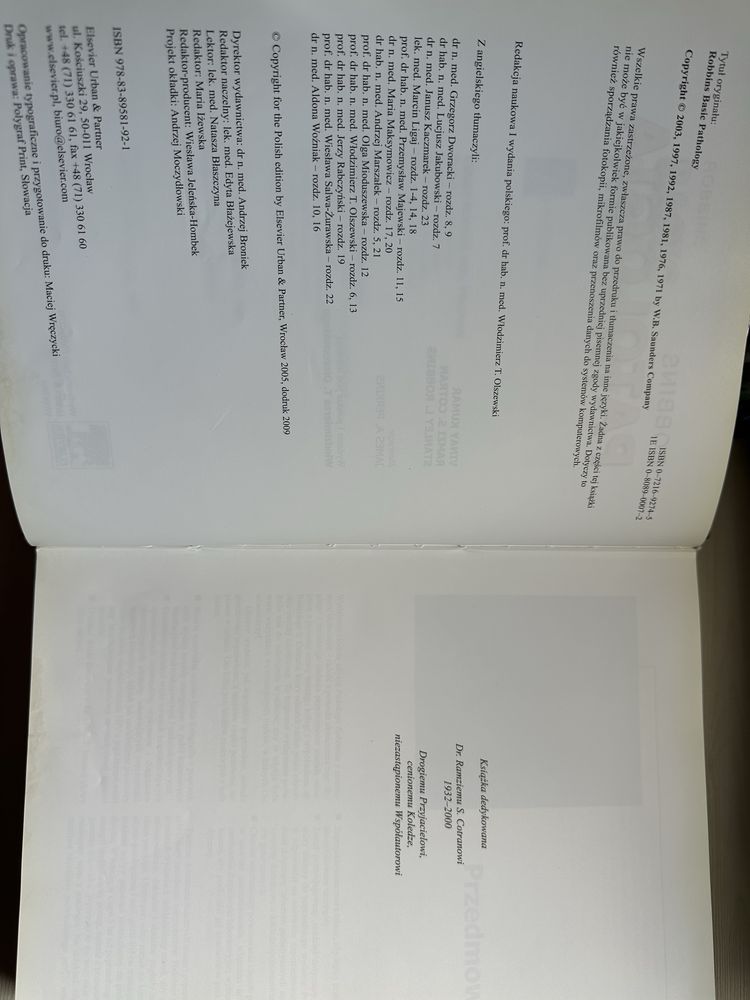 Tytuł oryginału:
Robbins Basic Pathology
Copyright © 2003, 1997, 1992, 1987, 1981, 1976, 1971 by W.B. Saunders Company
ISBN 0-7216-9274-5
IE ISBN 0-8089-0007-2
Wszelkie prawa zastrzeżone, zwłaszcza prawo do przedruku i tłumaczenia na inne języki. Żadna z części tej książki
nie może być w jakiejkolwiek formie publikowana bez uprzedniej pisemnej zgody wydawnictwa. Dotyczy to
również sporządzania fotokopii, mikrofilmów oraz przenoszenia danych do systemów komputerowych.
Redakcja naukowa I wydania polskiego: prof. dr hab. n. med. Włodzimierz T. Olszewski
Z angielskiego tłumaczyli:
dr n. med. Grzegorz Dworacki – rozdz. 8, 9
dr hab. n. med. Lucjusz Jakubowski – rozdz. 7
dr n. med. Janusz Kaczmarek – rozdz. 23
lek. med. Marcin Ligaj – rozdz. 1-4, 14, 18
prof. dr hab. n. med. Przemysław Majewski – rozdz. 11, 15
dr n. med. Maria Maksymowicz – rozdz. 17, 20
dr hab. n. med. Andrzej Marszałek – rozdz. 5, 21
prof. dr hab. n. med. Olga Mioduszewska – rozdz. 12
prof. dr hab. n. med. Włodzimierz T. Olszewski – rozdz. 6, 13
prof. dr hab. n. med. Jerzy Rabczyński – rozdz. 19
prof. dr hab. n. med. Wiesława Salwa-Żurawska – rozdz. 22
dr n. med. Aldona Woźniak – rozdz. 10, 16
© Copyright for the Polish edition by Elsevier Urban & Partner, Wrocław 2005, dodruk 2009
Dyrektor wydawnictwa: dr n. med. Andrzej Broniek
Redaktor naczelny: lek. med. Edyta Błażejewska
Lektor: lek. med. Natasza Błaszczyna
Redaktor: Maria Iżewska
Redaktor-producent: Wiesława Jeleńska-Hombek
Projekt okładki: Andrzej Moczydłowski
ISBN 978-83-89581-92-1
Elsevier Urban & Partner
ul. Kościuszki 29, 50-011 Wrocław
tel. +48 (71) 330 61 61, fax +48 (71) 330 61 60
www.elsevier.pl, biuro@elsevier.com
Opracowanie typograficzne i przygotowanie do druku: Maciej Wręczycki
Druk i oprawa: Polygraf Print, Słowacja
Książka dedykowana
Dr. Ramziemu S. Cotranowi
1932–2000
Drogiemu Przyjacielowi,
cenionemu Koledze,
niezastąpionemu Współautorowi